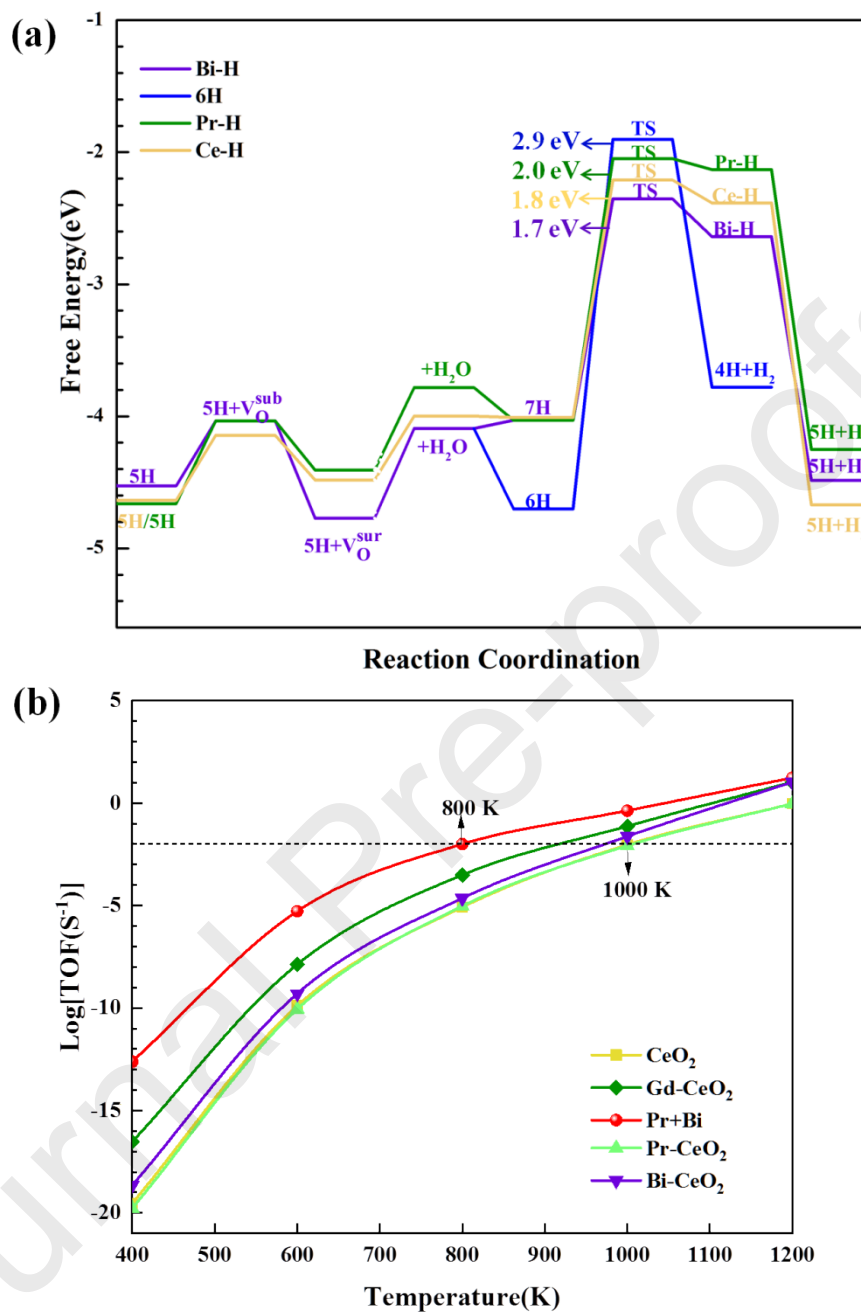 (a)
-1
-2
-3
-4
-5
Free Energy(eV)
Bi-H
6H
Pr-H
Ce-H
2.9 eV
2.0 eV
1.8 eV
1.7 eV
TS
TS
TS
TS
Pr-H
Ce-H
Bi-H
5H
5H/5H
5H+V_O^sub
5H+V_O^sur
+H₂O
+H₂O
7H
6H
4H+H₂
5H+H
5H+H
5H+H
Reaction Coordination
(b)
5
0
-5
-10
-15
-20
Log[TOF(S⁻¹)]
800 K
1000 K
CeO₂
Gd-CeO₂
Pr+Bi
Pr-CeO₂
Bi-CeO₂
400 500 600 700 800 900 1000 1100 1200
Temperature(K)
urnal Pre-proofs